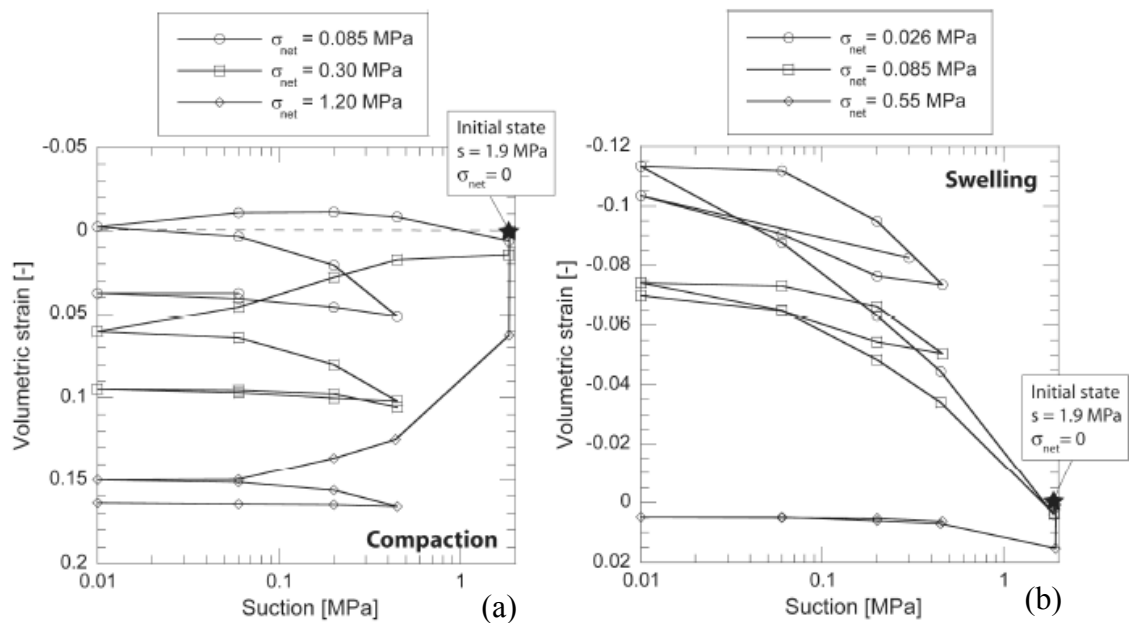 σnet = 0.085 MPa
σnet = 0.30 MPa
σnet = 1.20 MPa
Initial state
s = 1.9 MPa
σnet = 0
-0.05
0
0.05
0.1
0.15
0.2
Volumetric strain [-]
Compaction
0.01
0.1
1
Suction [MPa]
(a)
σnet = 0.026 MPa
σnet = 0.085 MPa
σnet = 0.55 MPa
-0.12
-0.1
-0.08
-0.06
-0.04
-0.02
0
0.02
Volumetric strain [-]
Swelling
Initial state
s = 1.9 MPa
σnet = 0
0.01
0.1
1
Suction [MPa]
(b)